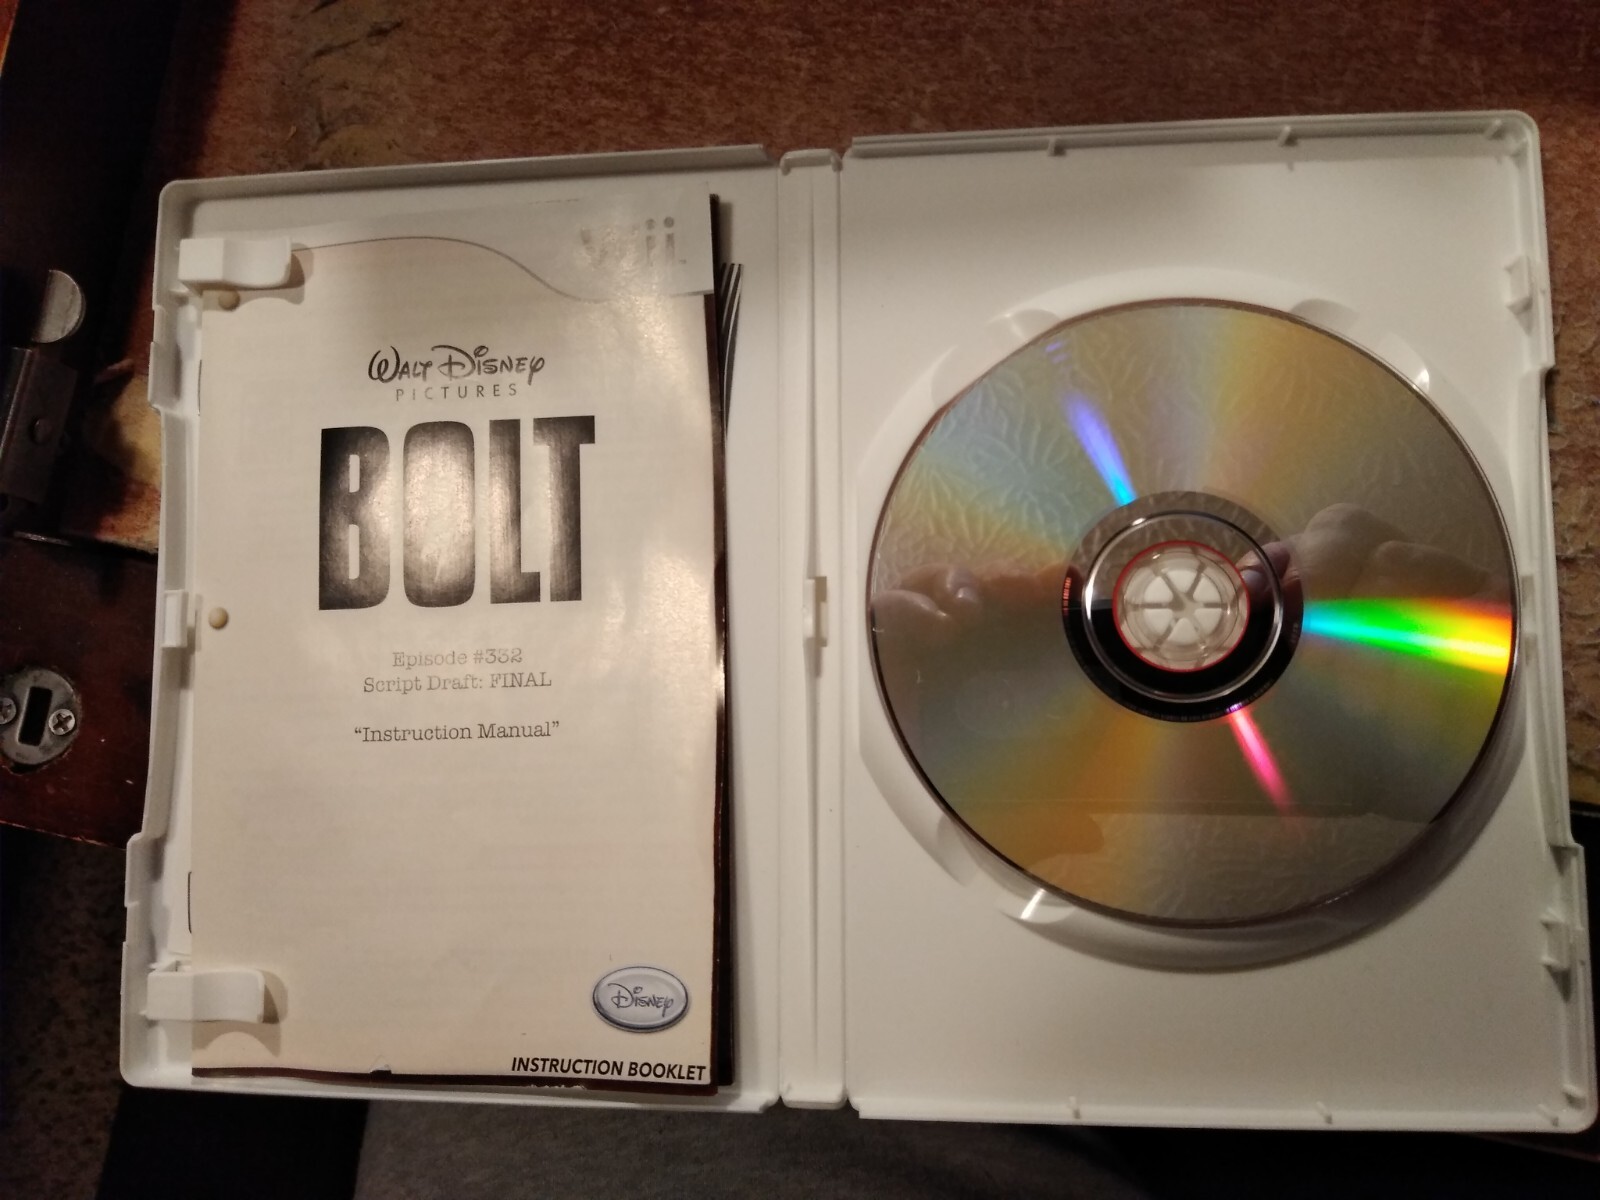 Wii
WALT DISNEY
PICTURES
BOLT
Episode #332
Script Draft: FINAL
“Instruction Manual”
DISNEY
INSTRUCTION BOOKLET